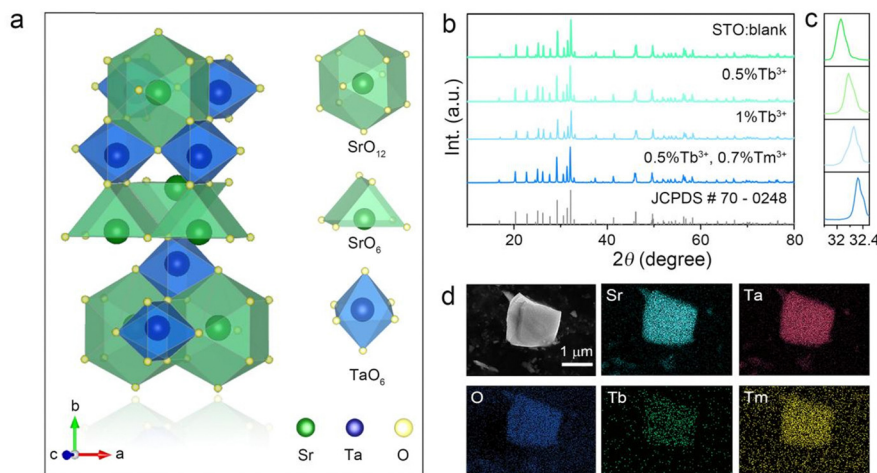 a
SrO12
SrO6
TaO6
b
c
a
Sr
Ta
O
b.
Int. (a.u.)
STO:blank
0.5%Tb3+
1%Tb3+
0.5%Tb3+, 0.7%Tm3+
JCPDS # 70 - 0248
20
40
60
80
2θ (degree)
c.
32
32.4
d
1 μm
Sr
Ta
O
Tb
Tm